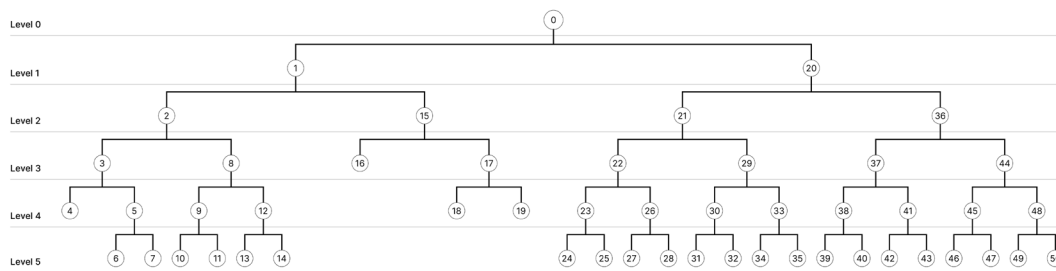 Level 0 0
Level 1 1 20
Level 2 2 15 21 36
Level 3 3 8 16 17 22 29 37 44
Level 4 4 5 9 12 18 19 23 26 30 33 38 41 45 48
Level 5 6 7 10 11 13 14 24 25 27 28 31 32 34 35 39 40 42 43 46 47 49